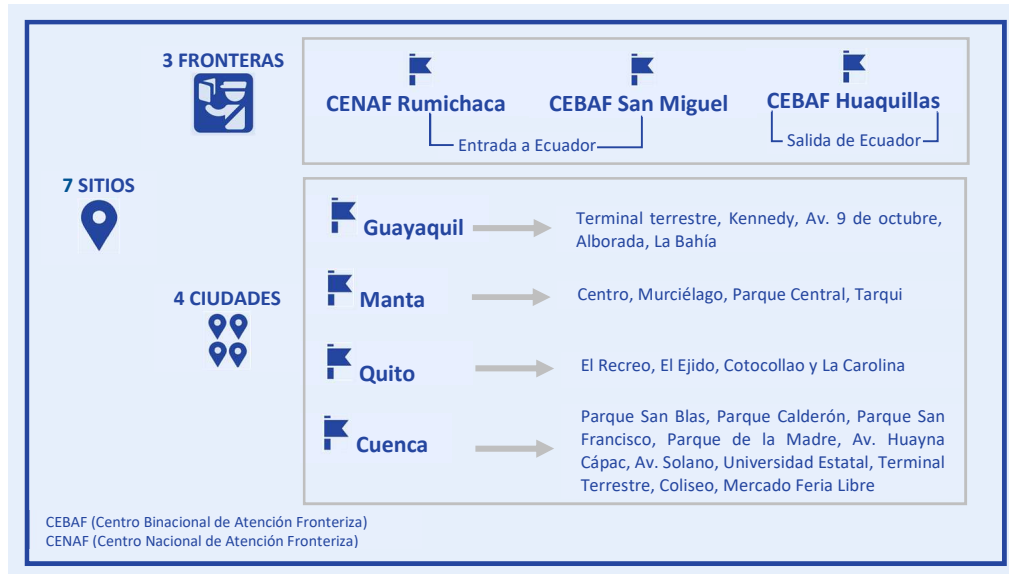 3 FRONTERAS
CENAF Rumichaca
CEBAF San Miguel
CEBAF Huaquillas
Entrada a Ecuador
Salida de Ecuador
7 SITIOS
4 CIUDADES
Guayaquil
Terminal terrestre, Kennedy, Av. 9 de octubre,
Alborada, La Bahía
Manta
Centro, Murciélago, Parque Central, Tarqui
Quito
El Recreo, El Ejido, Cotocollao y La Carolina
Cuenca
Parque San Blas, Parque Calderón, Parque San
Francisco, Parque de la Madre, Av. Huayna
Cápac, Av. Solano, Universidad Estatal, Terminal
Terrestre, Coliseo, Mercado Feria Libre
CEBAF (Centro Binacional de Atención Fronteriza)
CENAF (Centro Nacional de Atención Fronteriza)